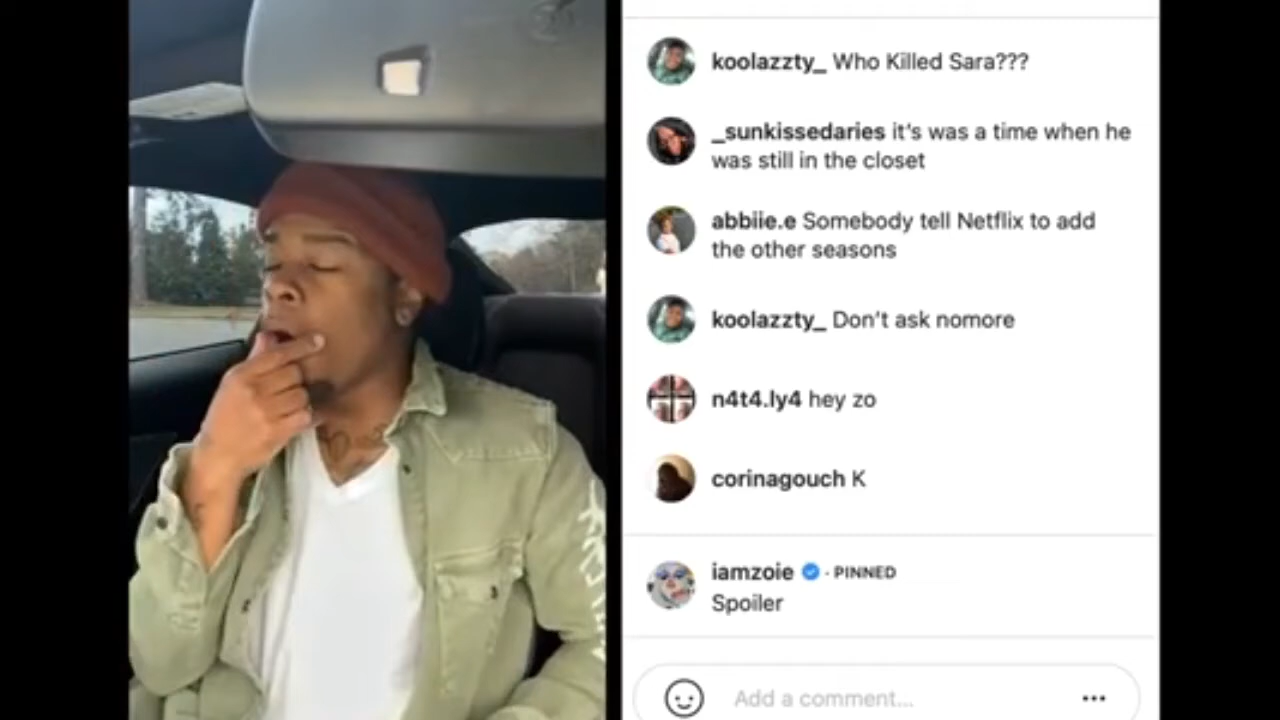 koolazzty_ Who Killed Sara???
_sunkissedaries it's was a time when he
was still in the closet
abbiie.e Somebody tell Netflix to add
the other seasons
koolazzty_ Don't ask nomore
n4t4.ly4 hey zo
corinagouch K
iamzoie · PINNED
Spoiler
Add a comment...